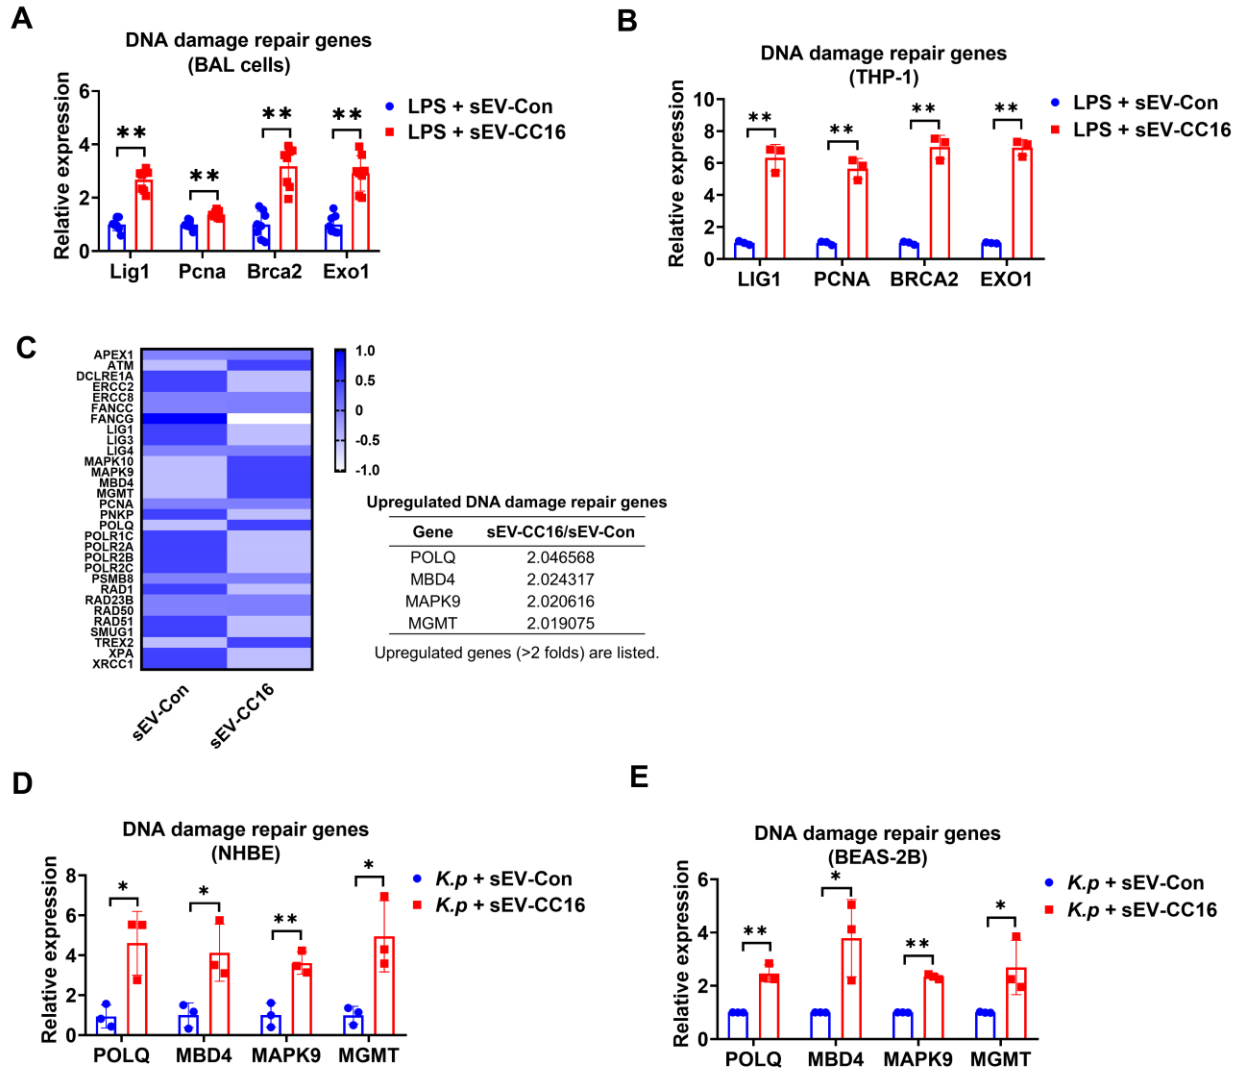 A
DNA damage repair genes
(BAL cells)
Relative expression
6
4
2
0
** ** ** **
Lig1 Pcna Brca2 Exo1
LPS + sEV-Con
LPS + sEV-CC16
B
DNA damage repair genes
(THP-1)
Relative expression
10
8
6
4
2
0
** ** ** **
LIG1 PCNA BRCA2 EXO1
LPS + sEV-Con
LPS + sEV-CC16
C
APEX1
ATM
DCLRE1A
ERCC2
ERCC8
FANCC
FANCG
LIG1
LIG3
LIG4
MAPK10
MAPK9
MBD4
MGMT
PCNA
PNKP
POLQ
POLR1C
POLR2A
POLR2B
POLR2C
PSMB8
RAD1
RAD23B
RAD50
RAD51
SMUG1
TREX2
XPA
XRCC1
sEV-Con
sEV-CC16
1.0
0.5
0
-0.5
-1.0
Upregulated DNA damage repair genes
Gene sEV-CC16/sEV-Con
POLQ 2.046568
MBD4 2.024317
MAPK9 2.020616
MGMT 2.019075
Upregulated genes (>2 folds) are listed.
D
DNA damage repair genes
(NHBE)
Relative expression
8
6
4
2
0
* * ** *
POLQ MBD4 MAPK9 MGMT
K.p + sEV-Con
K.p + sEV-CC16
E
DNA damage repair genes
(BEAS-2B)
Relative expression
6
4
2
0
** * ** *
POLQ MBD4 MAPK9 MGMT
K.p + sEV-Con
K.p + sEV-CC16